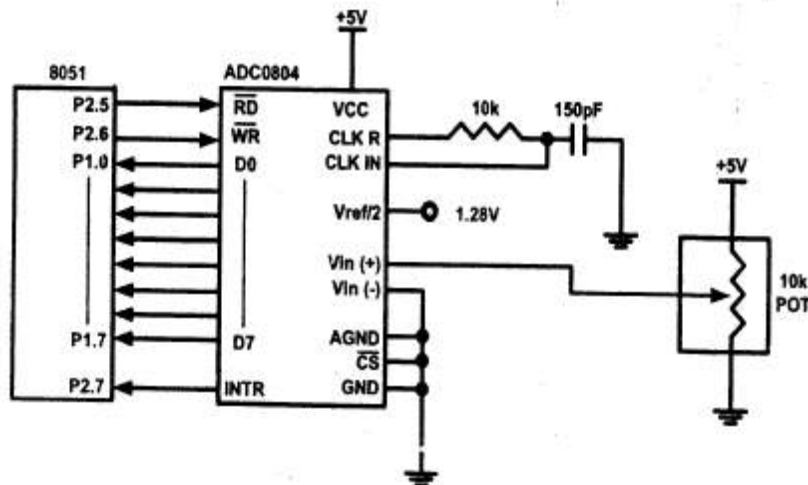 +5V
8051
ADC0804
P2.5
RD
VCC
10k
150pF
P2.6
WR
CLK R
P1.0
D0
CLK IN
+5V
Vref/2
1.28V
Vin (+)
Vin (-)
10k
POT
P1.7
D7
AGND
CS
P2.7
INTR
GND